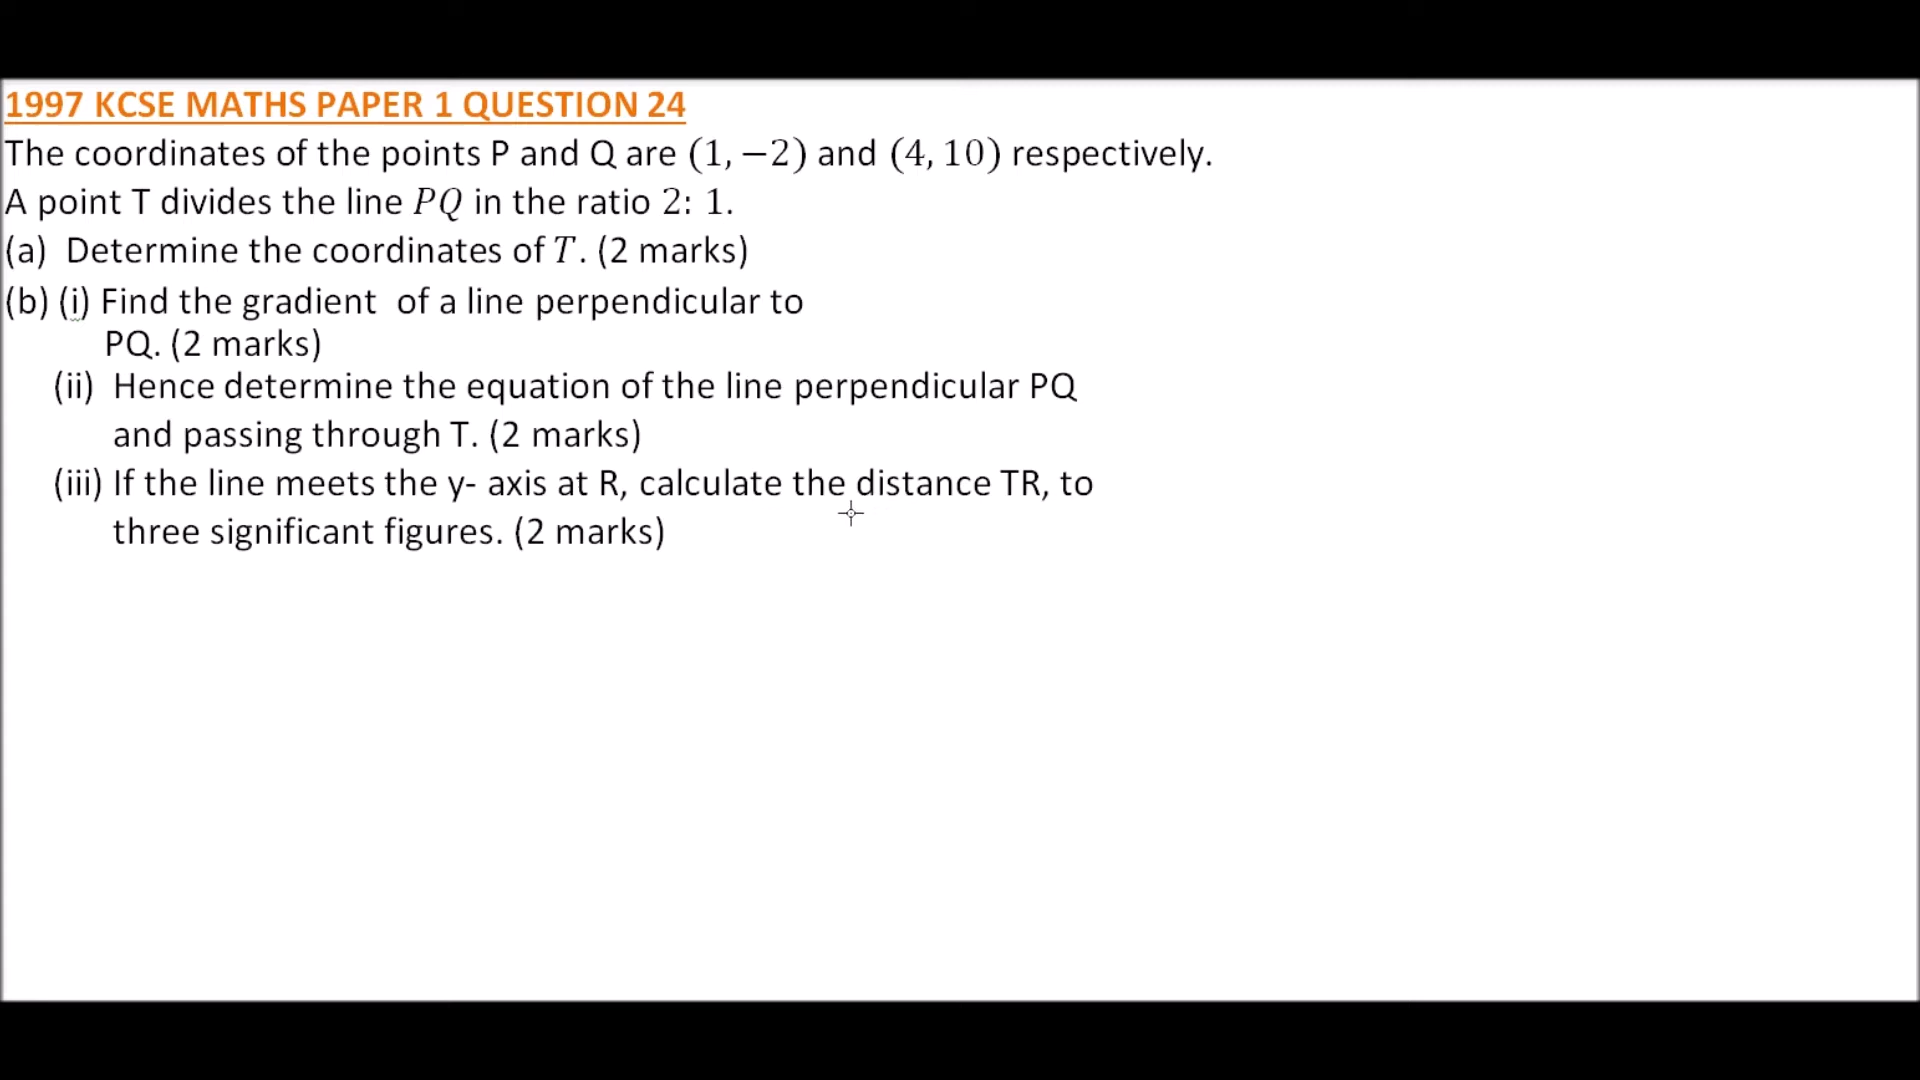 1997 KCSE MATHS PAPER 1 QUESTION 24
The coordinates of the points P and Q are (1, −2) and (4, 10) respectively.
A point T divides the line PQ in the ratio 2: 1.
(a) Determine the coordinates of T. (2 marks)
(b) (i) Find the gradient of a line perpendicular to
PQ. (2 marks)
(ii) Hence determine the equation of the line perpendicular PQ
and passing through T. (2 marks)
(iii) If the line meets the y- axis at R, calculate the distance TR, to
three significant figures. (2 marks)